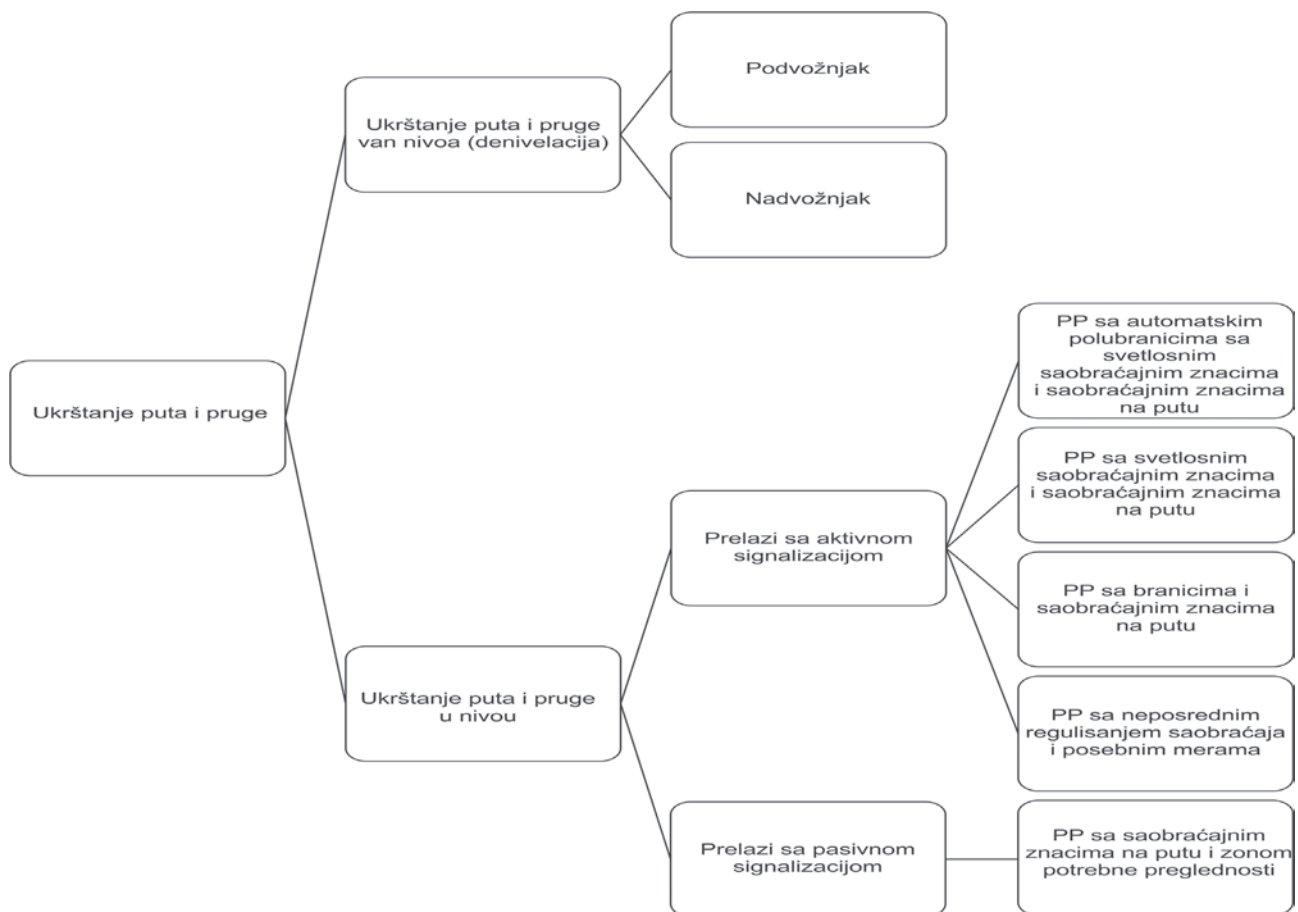 Ukrštanje puta i pruge
Ukrštanje puta i pruge
van nivoa (denivelacija)
Podvožnjak
Nadvožnjak
Ukrštanje puta i pruge
u nivou
Prelazi sa aktivnom
signalizacijom
PP sa automatskim
polubranicima sa
svetlosnim
saobraćajnim znacima
i saobraćajnim znacima
na putu
PP sa svetlosnim
saobraćajnim znacima
i saobraćajnim znacima
na putu
PP sa branicima i
saobraćajnim znacima
na putu
PP sa neposrednim
regulisanjem saobraćaja
i posebnim merama
Prelazi sa pasivnom
signalizacijom
PP sa saobraćajnim
znacima na putu i zonom
potrebne preglednosti